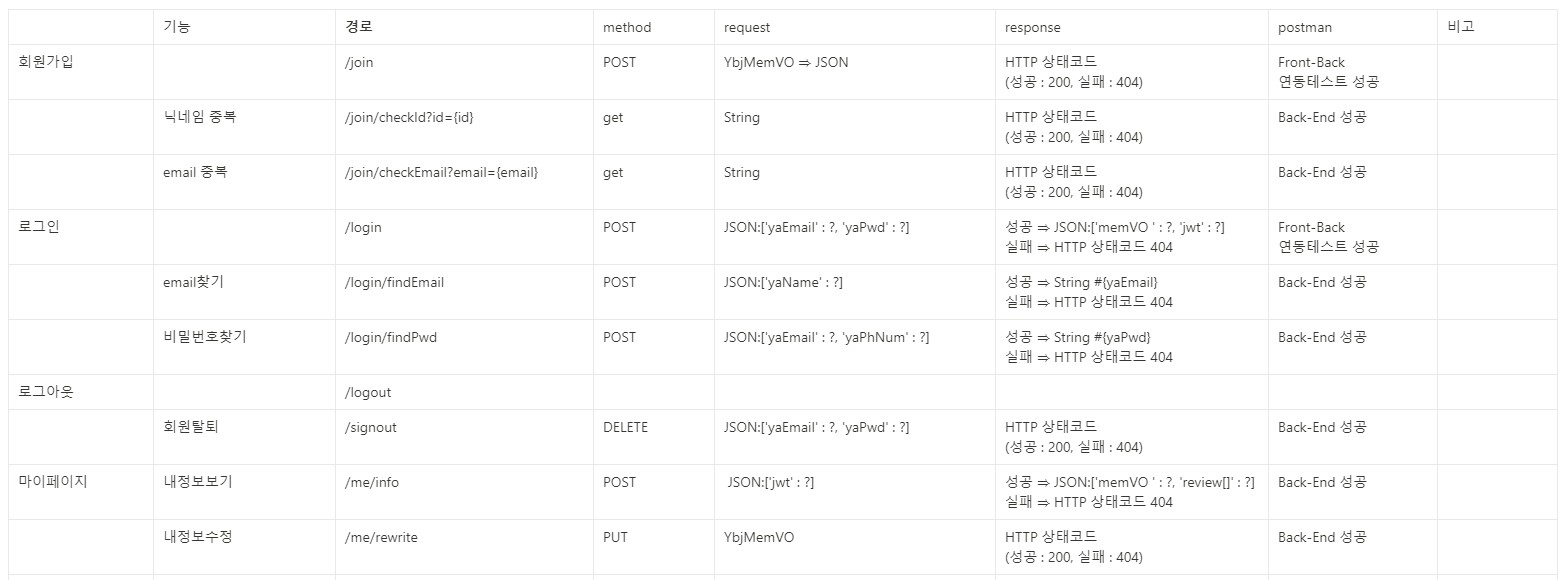 기능 경로 method request response postman 비고
회원가입 /join POST YbjMemVO ⇒ JSON HTTP 상태코드 Front-Back
(성공 : 200, 실패 : 404) 연동테스트 성공
닉네임 중복 /join/checkId?id={id} get String HTTP 상태코드 Back-End 성공
(성공 : 200, 실패 : 404)
email 중복 /join/checkEmail?email={email} get String HTTP 상태코드 Back-End 성공
(성공 : 200, 실패 : 404)
로그인 /login POST JSON:['yaEmail' : ?, 'yaPwd' : ?] 성공 ⇒ JSON:['memVO ' : ?, 'jwt' : ?] Front-Back
실패 ⇒ HTTP 상태코드 404 연동테스트 성공
email찾기 /login/findEmail POST JSON:['yaName' : ?] 성공 ⇒ String #{yaEmail} Back-End 성공
실패 ⇒ HTTP 상태코드 404
비밀번호찾기 /login/findPwd POST JSON:['yaEmail' : ?, 'yaPhNum' : ?] 성공 ⇒ String #{yaPwd} Back-End 성공
실패 ⇒ HTTP 상태코드 404
로그아웃 /logout
회원탈퇴 /signout DELETE JSON:['yaEmail' : ?, 'yaPwd' : ?] HTTP 상태코드 Back-End 성공
(성공 : 200, 실패 : 404)
마이페이지 내정보보기 /me/info POST JSON:['jwt' : ?] 성공 ⇒ JSON:['memVO ' : ?, 'review[]' : ?] Back-End 성공
실패 ⇒ HTTP 상태코드 404
내정보수정 /me/rewrite PUT YbjMemVO HTTP 상태코드 Back-End 성공
(성공 : 200, 실패 : 404)